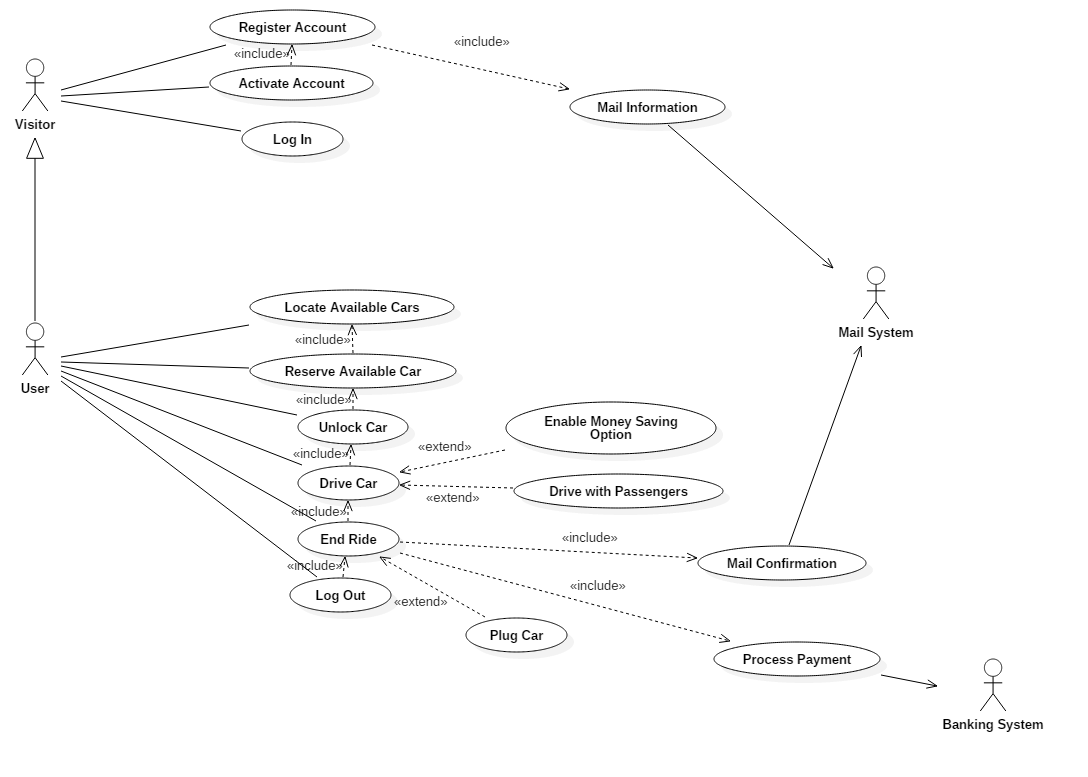 Register Account
«include»
«include»
Activate Account
Mail Information
Visitor
Log In
Mail System
Locate Available Cars
«include»
Reserve Available Car
User
«include»
Unlock Car
Enable Money Saving
Option
«extend»
«include»
Drive Car
Drive with Passengers
«extend»
«include»
End Ride
«include»
Mail Confirmation
«include»
«include»
Log Out
«extend»
Plug Car
Process Payment
Banking System